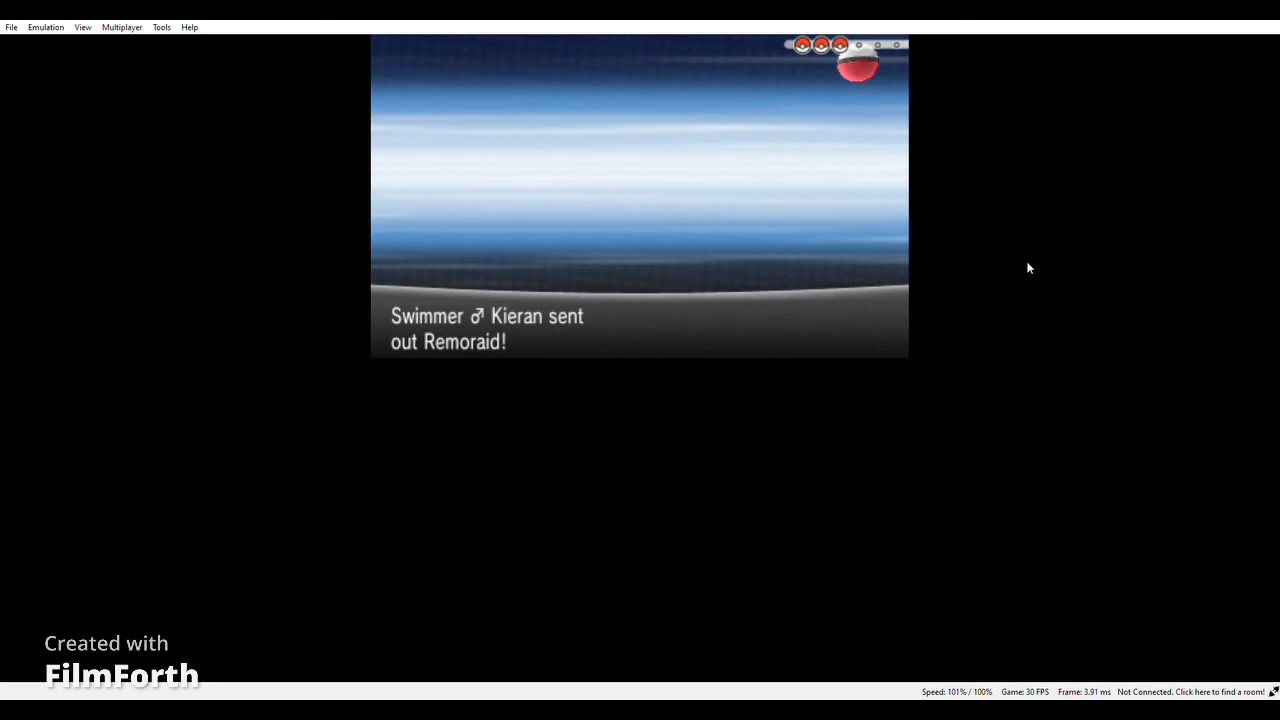 File Emulation View Multiplayer Tools Help
Swimmer ♂ Kieran sent
out Remoraid!
Created with
FilmForth
Speed: 101% / 100% Game: 30 FPS Frame: 3.91 ms Not Connected. Click here to find a room!